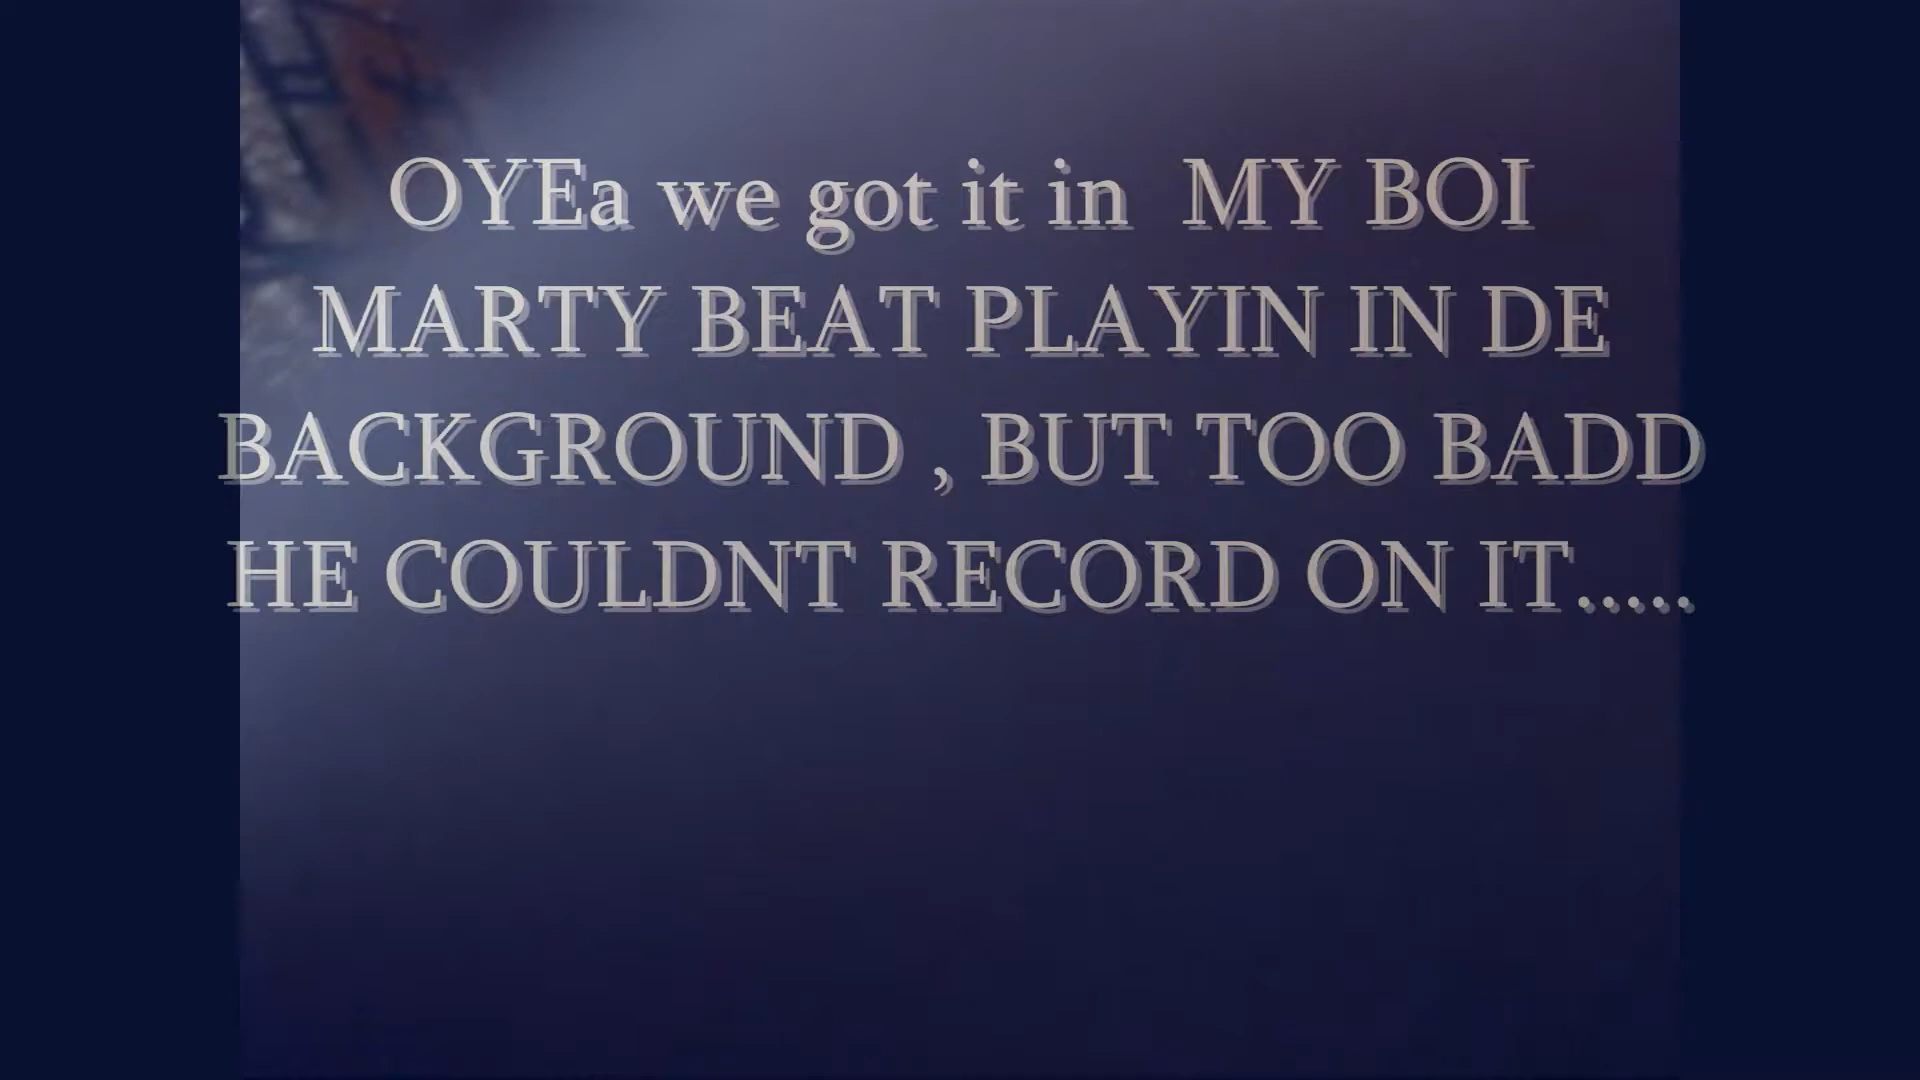 OYEa we got it in  MY BOI
MARTY BEAT PLAYIN IN DE
BACKGROUND , BUT TOO BADD
HE COULDNT RECORD ON IT.....